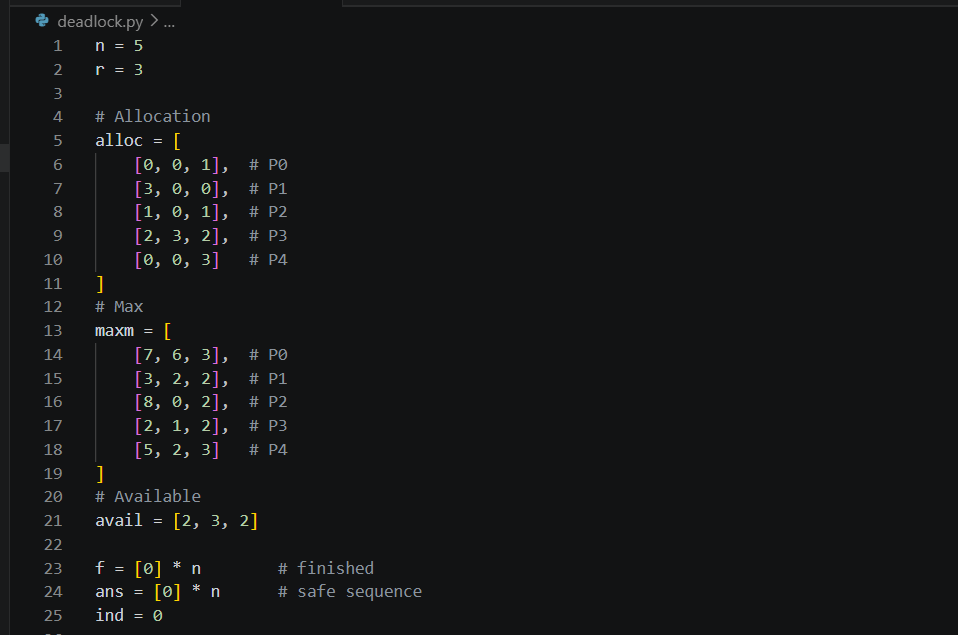 deadlock.py > ...
1 n = 5
2 r = 3
3
4 # Allocation
5 alloc = [
6     [0, 0, 1],  # P0
7     [3, 0, 0],  # P1
8     [1, 0, 1],  # P2
9     [2, 3, 2],  # P3
10     [0, 0, 3]   # P4
11 ]
12 # Max
13 maxm = [
14     [7, 6, 3],  # P0
15     [3, 2, 2],  # P1
16     [8, 0, 2],  # P2
17     [2, 1, 2],  # P3
18     [5, 2, 3]   # P4
19 ]
20 # Available
21 avail = [2, 3, 2]
22
23 f = [0] * n        # finished
24 ans = [0] * n      # safe sequence
25 ind = 0